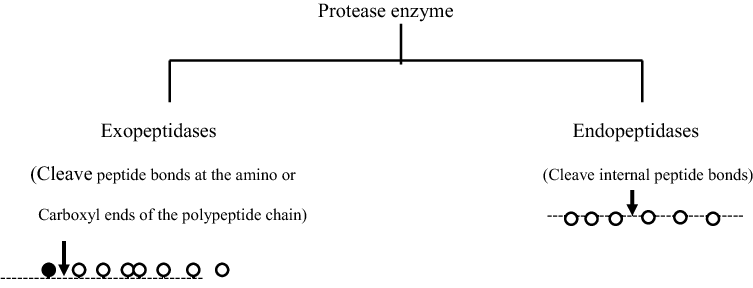 Protease enzyme
Exopeptidases
(Cleave peptide bonds at the amino or
Carboxyl ends of the polypeptide chain)
Endopeptidases
(Cleave internal peptide bonds)